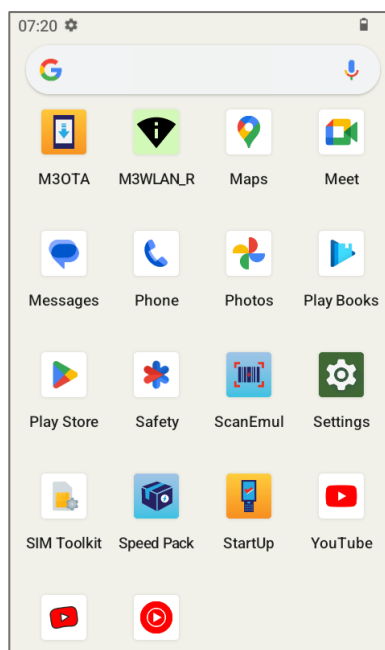 07:20
M3OTA M3WLAN_R Maps Meet
Messages Phone Photos Play Books
Play Store Safety ScanEmul Settings
SIM Toolkit Speed Pack StartUp YouTube